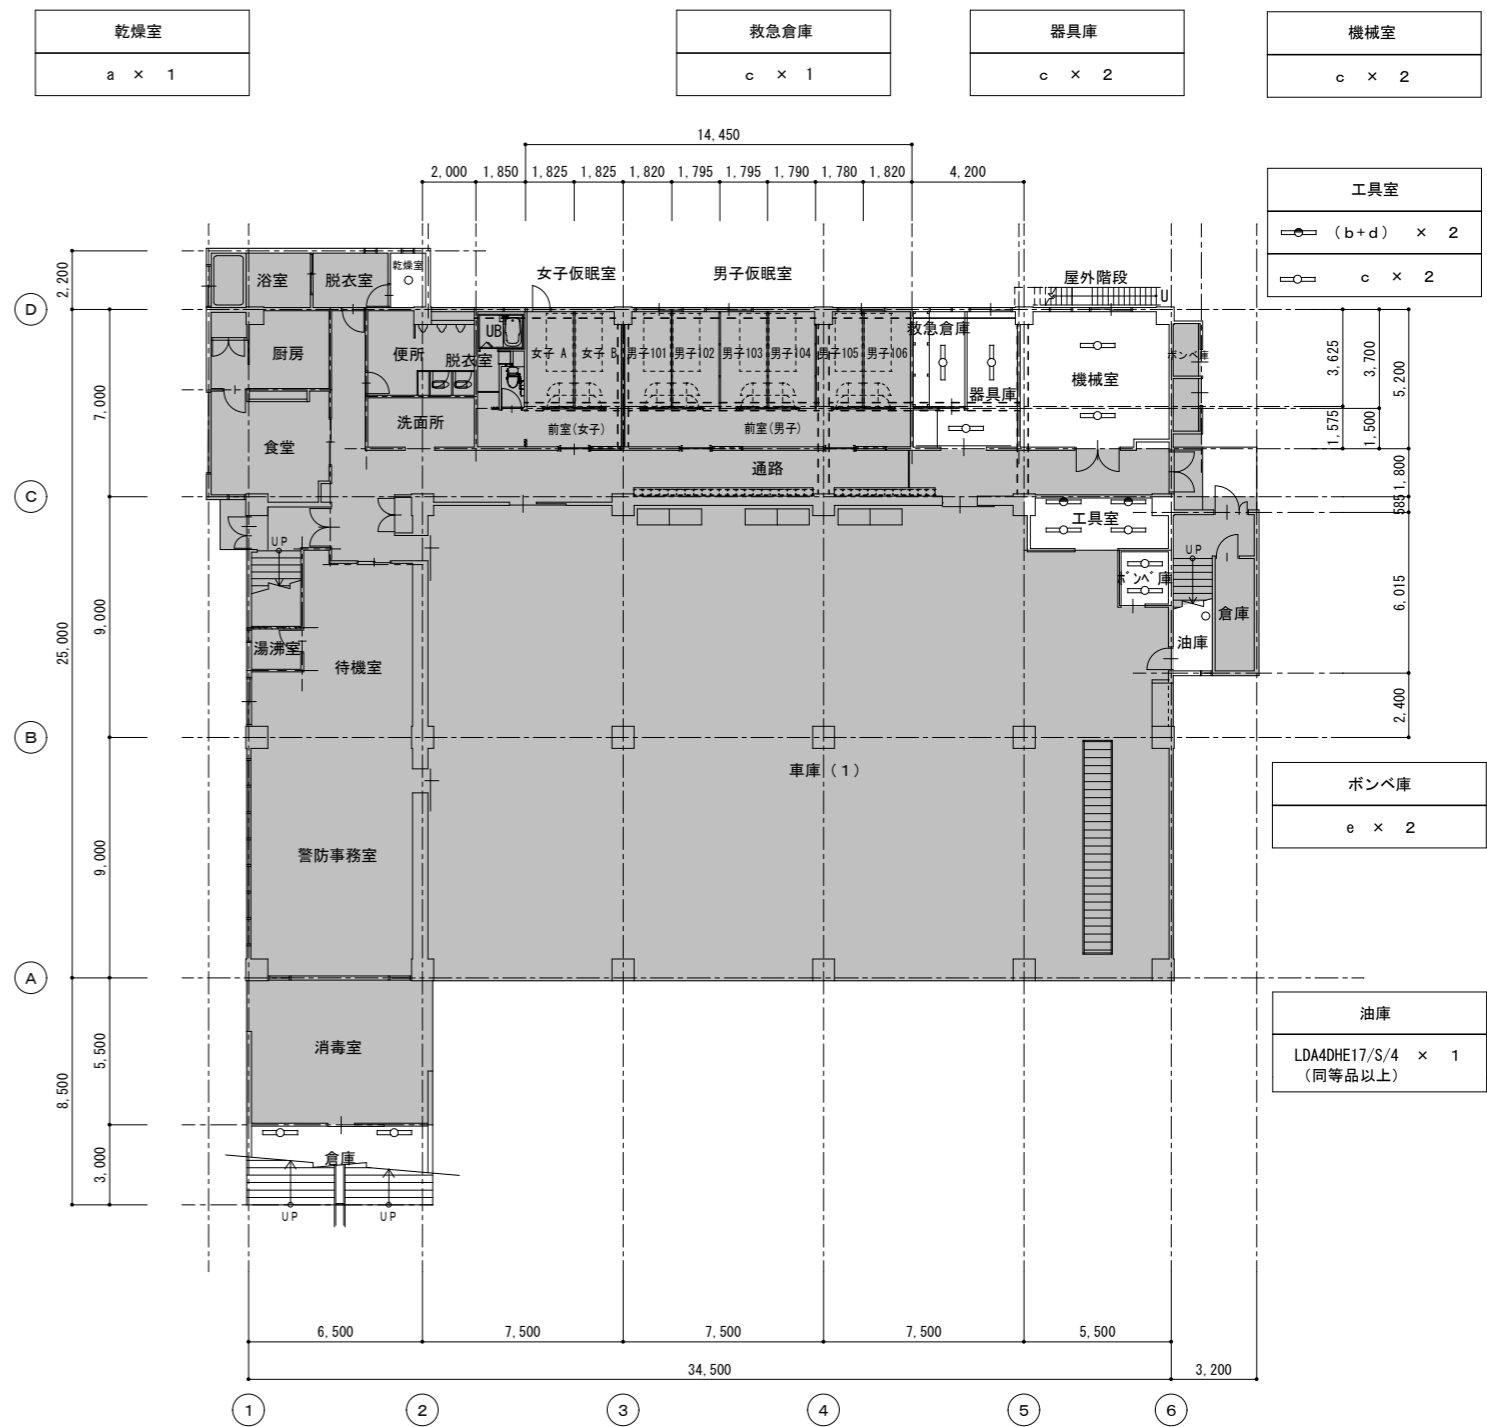 乾燥室
a × 1
救急倉庫
c × 1
器具庫
c × 2
機械室
c × 2
工具室
(b+d) × 2
c × 2
14,450
2,000 1,850 1,825 1,825 1,820 1,795 1,795 1,790 1,780 1,820 4,200
女子仮眠室 男子仮眠室 屋外階段
U
浴室 脱衣室 乾燥室
2,200
D
厨房 便所 脱衣室 UB 女子 A 女子 B 男子101 男子102 男子103 男子104 男子105 男子106 救急倉庫 器具庫 機械室 ボンベ庫
3,625 3,700 5,200
7,000
食堂 洗面所 前室(女子) 前室(男子)
1,575 1,500
通路
1,800
C
585
工具室
UP UP
ボンベ庫
6,015
9,000
25,000
湯沸室 待機室 油庫 倉庫
2,400
B
車庫(1)
ボンベ庫
e × 2
9,000
警防事務室
A
油庫
LDA4DHE17/S/4 × 1
(同等品以上)
消毒室
5,500
8,500
倉庫
3,000
UP UP
6,500 7,500 7,500 7,500 5,500
34,500 3,200
1 2 3 4 5 6